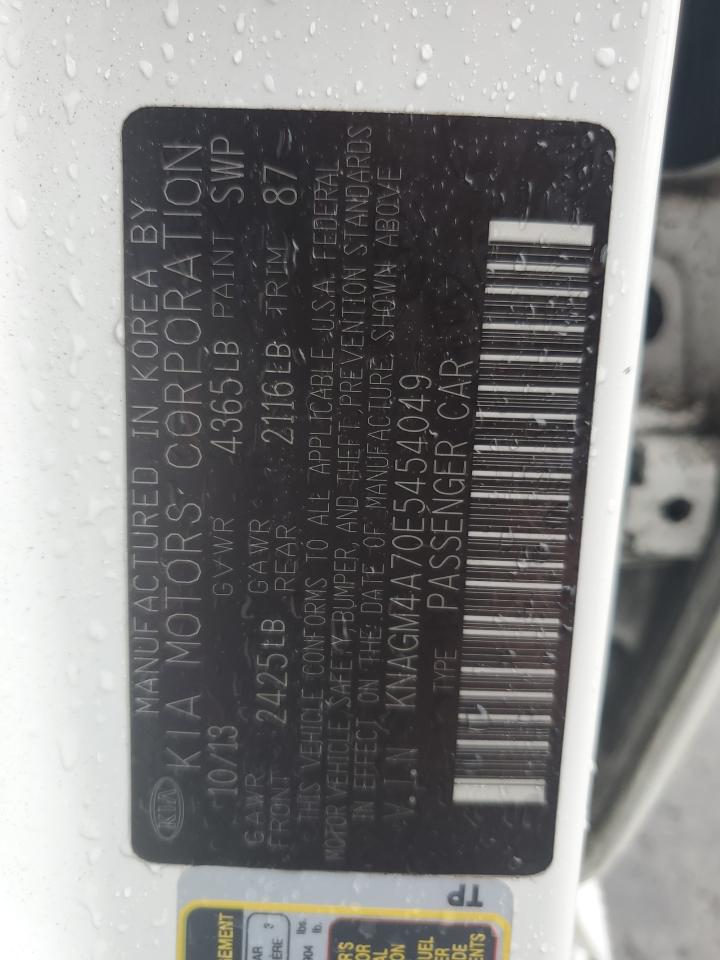 MANUFACTURED IN KOREA BY
KIA KIA MOTORS CORPORATION
10/13 GVWR 4365LB PAINT SWP
GAWR FRONT 2425LB GAWR REAR 2116LB TRIM 87
THIS VEHICLE CONFORMS TO ALL APPLICABLE U.S.A. FEDERAL
MOTOR VEHICLE SAFETY, BUMPER, AND THEFT PREVENTION STANDARDS
IN EFFECT ON THE DATE OF MANUFACTURE SHOWN ABOVE
V.I.N KNAGM4A70E5454049
TYPE PASSENGER CAR
TP